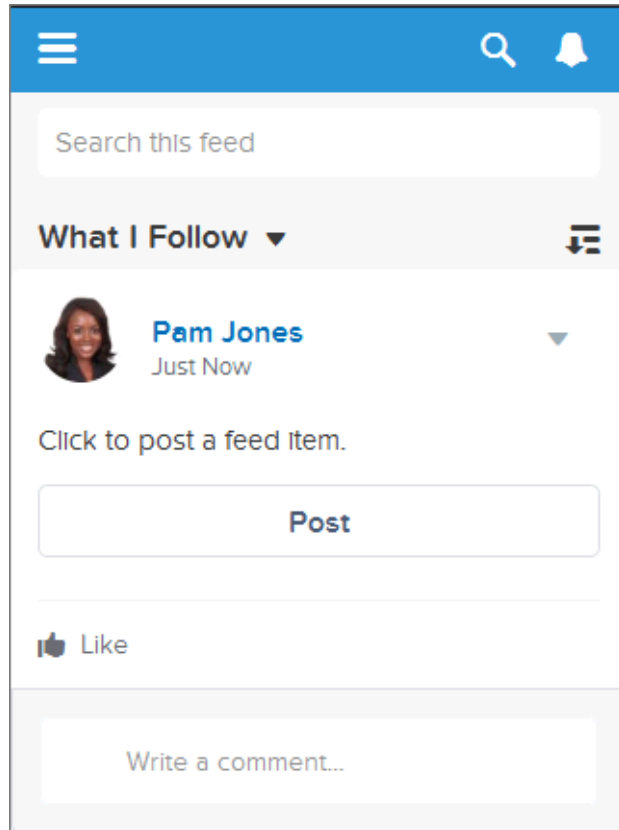 Search this feed
What I Follow
Pam Jones
Just Now
Click to post a feed item.
Post
Like
Write a comment...